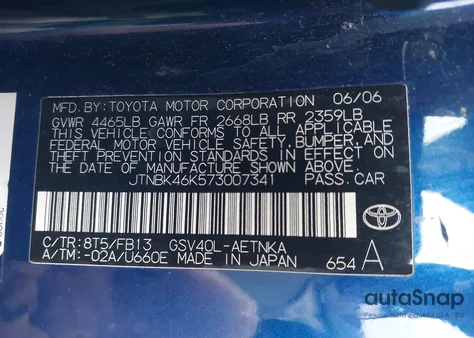 MFD. BY: TOYOTA MOTOR CORPORATION 06/06
GVWR 4465LB GAWR FR 2668LB RR 2359LB
THIS VEHICLE CONFORMS TO ALL APPLICABLE
FEDERAL MOTOR VEHICLE SAFETY, BUMPER, AND
THEFT PREVENTION STANDARDS IN EFFECT ON
THE DATE OF MANUFACTURE SHOWN ABOVE.
JTNBK46K573007341 PASS. CAR
C/TR: 8T5/FB13 GSV40L-AETNKA
A/TM: -02A/U660E MADE IN JAPAN 654 A
autoSnap